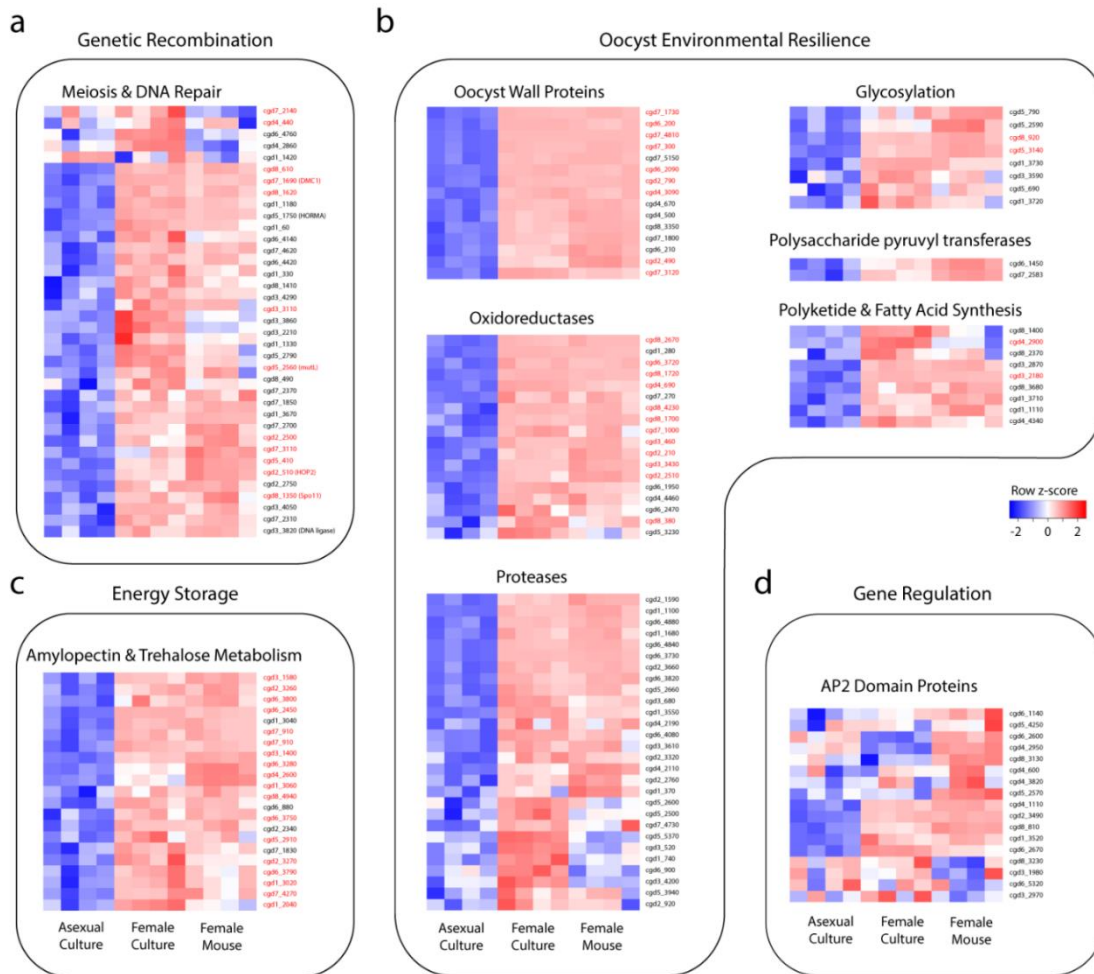 a
Genetic Recombination
Meiosis & DNA Repair
cgd7_2140
cgd4_440
cgd6_4760
cgd4_2860
cgd1_1420
cgd8_610
cgd7_1690 (DMC1)
cgd8_1620
cgd1_1180
cgd5_1750 (HORMA)
cgd1_60
cgd6_4140
cgd7_4620
cgd6_4420
cgd1_330
cgd8_1410
cgd3_4290
cgd3_3110
cgd3_3860
cgd3_2210
cgd1_1330
cgd5_2790
cgd5_2560 (mutL)
cgd8_490
cgd7_2370
cgd7_1850
cgd1_3670
cgd7_2700
cgd2_2500
cgd7_3110
cgd5_410
cgd2_510 (HOP2)
cgd2_2750
cgd8_1350 (Spo11)
cgd3_4050
cgd7_2310
cgd3_3820 (DNA ligase)
b
Oocyst Environmental Resilience
Oocyst Wall Proteins
cgd7_1730
cgd6_200
cgd7_4810
cgd7_300
cgd7_5150
cgd6_2090
cgd2_790
cgd4_3090
cgd4_670
cgd4_500
cgd8_3350
cgd7_1800
cgd6_210
cgd2_490
cgd7_3120
Oxidoreductases
cgd8_2670
cgd1_280
cgd6_3720
cgd8_1720
cgd4_690
cgd7_270
cgd8_4230
cgd8_1700
cgd7_1000
cgd3_460
cgd2_210
cgd3_3430
cgd2_2510
cgd6_1950
cgd4_4460
cgd6_2470
cgd8_380
cgd5_3230
Proteases
cgd2_1590
cgd1_1100
cgd6_4880
cgd1_1680
cgd6_4840
cgd6_3730
cgd2_3660
cgd6_3820
cgd5_2660
cgd3_680
cgd1_3550
cgd4_2190
cgd6_4080
cgd3_3610
cgd2_3320
cgd4_2110
cgd2_2760
cgd1_370
cgd5_2600
cgd5_2500
cgd7_4730
cgd5_5370
cgd3_520
cgd1_740
cgd6_900
cgd3_4200
cgd5_3940
cgd2_920
Asexual Culture
Female Culture
Female Mouse
Glycosylation
cgd5_790
cgd5_2590
cgd8_920
cgd5_3140
cgd1_3730
cgd3_3590
cgd5_690
cgd1_3720
Polysaccharide pyruvyl transferases
cgd6_1450
cgd7_2583
Polyketide & Fatty Acid Synthesis
cgd8_1400
cgd4_2900
cgd8_2370
cgd3_2870
cgd3_2180
cgd8_3680
cgd1_3710
cgd1_1110
cgd4_4340
Row z-score
-2 0 2
c
Energy Storage
Amylopectin & Trehalose Metabolism
cgd3_1580
cgd2_3260
cgd6_3800
cgd6_2450
cgd1_3040
cgd7_910
cgd7_910
cgd3_1400
cgd6_3280
cgd4_2600
cgd1_3060
cgd8_4940
cgd6_880
cgd6_3750
cgd2_2340
cgd5_2910
cgd7_1830
cgd2_3270
cgd6_3790
cgd1_3020
cgd7_4270
cgd1_2040
Asexual Culture
Female Culture
Female Mouse
d
Gene Regulation
AP2 Domain Proteins
cgd6_1140
cgd5_4250
cgd6_2600
cgd4_2950
cgd8_3130
cgd4_600
cgd4_3820
cgd5_2570
cgd4_1110
cgd2_3490
cgd8_810
cgd1_3520
cgd6_2670
cgd8_3230
cgd3_1980
cgd6_5320
cgd3_2970
Asexual Culture
Female Culture
Female Mouse